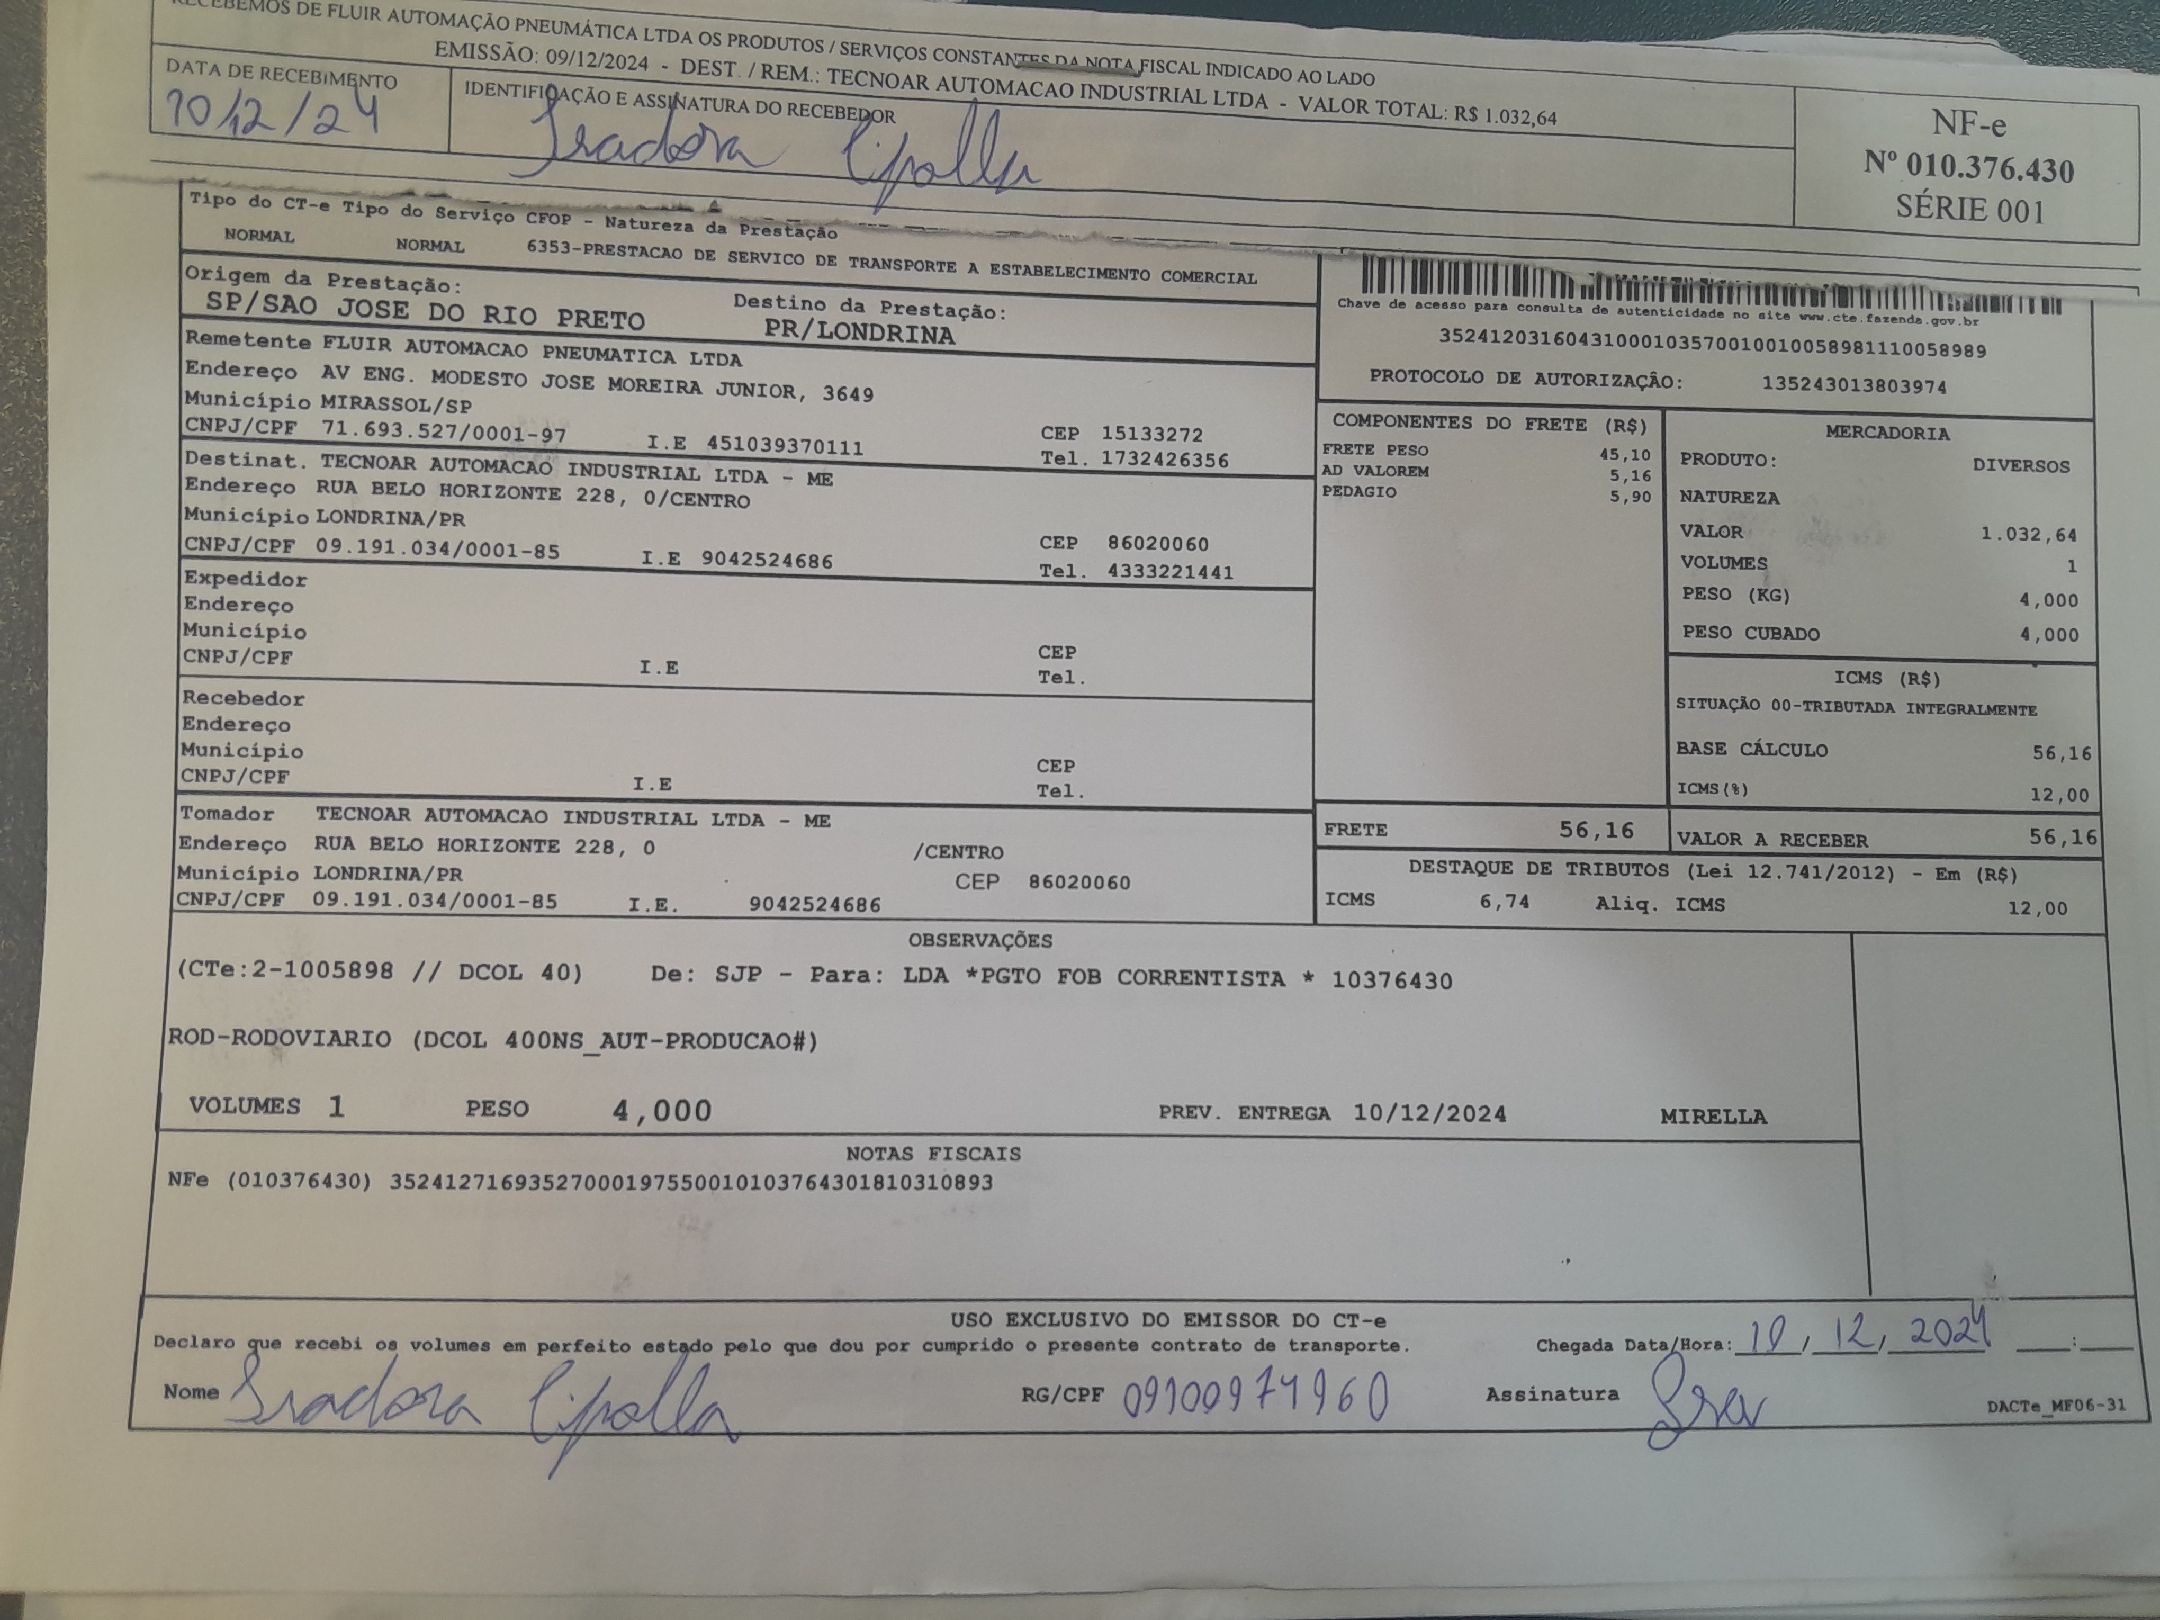 RECEBEMOS DE FLUIR AUTOMAÇÃO PNEUMÁTICA LTDA OS PRODUTOS / SERVIÇOS CONSTANTES DA NOTA FISCAL INDICADO AO LADO
EMISSÃO: 09/12/2024 - DEST. / REM.: TECNOAR AUTOMACAO INDUSTRIAL LTDA - VALOR TOTAL: R$ 1.032,64
DATA DE RECEBIMENTO
10/12/24
IDENTIFICAÇÃO E ASSINATURA DO RECEBEDOR
Isadora Cipolla
NF-e
Nº 010.376.430
SÉRIE 001
Tipo do CT-e Tipo do Serviço CFOP - Natureza da Prestação
NORMAL NORMAL 6353-PRESTACAO DE SERVICO DE TRANSPORTE A ESTABELECIMENTO COMERCIAL
Origem da Prestação: Destino da Prestação:
SP/SAO JOSE DO RIO PRETO PR/LONDRINA
Remetente FLUIR AUTOMACAO PNEUMATICA LTDA
Endereço AV ENG. MODESTO JOSE MOREIRA JUNIOR, 3649
Município MIRASSOL/SP CEP 15133272
CNPJ/CPF 71.693.527/0001-97 I.E 451039370111 Tel. 1732426356
Destinat. TECNOAR AUTOMACAO INDUSTRIAL LTDA - ME
Endereço RUA BELO HORIZONTE 228, 0/CENTRO
Município LONDRINA/PR CEP 86020060
CNPJ/CPF 09.191.034/0001-85 I.E 9042524686 Tel. 4333221441
Expedidor
Endereço
Município CEP
CNPJ/CPF I.E Tel.
Recebedor
Endereço
Município CEP
CNPJ/CPF I.E Tel.
Tomador TECNOAR AUTOMACAO INDUSTRIAL LTDA - ME
Endereço RUA BELO HORIZONTE 228, 0 /CENTRO
Município LONDRINA/PR CEP 86020060
CNPJ/CPF 09.191.034/0001-85 I.E. 9042524686
Chave de acesso para consulta de autenticidade no site www.cte.fazenda.gov.br
35241203160431000103570010010058981110058989
PROTOCOLO DE AUTORIZAÇÃO: 135243013803974
COMPONENTES DO FRETE (R$)
FRETE PESO 45,10
AD VALOREM 5,16
PEDAGIO 5,90
MERCADORIA
PRODUTO: DIVERSOS
NATUREZA
VALOR 1.032,64
VOLUMES 1
PESO (KG) 4,000
PESO CUBADO 4,000
ICMS (R$)
SITUAÇÃO 00-TRIBUTADA INTEGRALMENTE
BASE CÁLCULO 56,16
ICMS(%) 12,00
FRETE 56,16 VALOR A RECEBER 56,16
DESTAQUE DE TRIBUTOS (Lei 12.741/2012) - Em (R$)
ICMS 6,74 Aliq. ICMS 12,00
OBSERVAÇÕES
(CTe:2-1005898 // DCOL 40) De: SJP - Para: LDA *PGTO FOB CORRENTISTA * 10376430
ROD-RODOVIARIO (DCOL 400NS_AUT-PRODUCAO#)
VOLUMES 1 PESO 4,000 PREV. ENTREGA 10/12/2024 MIRELLA
NOTAS FISCAIS
NFe (010376430) 35241271693527000197550010103764301810310893
USO EXCLUSIVO DO EMISSOR DO CT-e
Declaro que recebi os volumes em perfeito estado pelo que dou por cumprido o presente contrato de transporte. Chegada Data/Hora: 10/12/2024 :
Nome Isadora Cipolla RG/CPF 09100971960 Assinatura Isa
DACTe_MF06-31